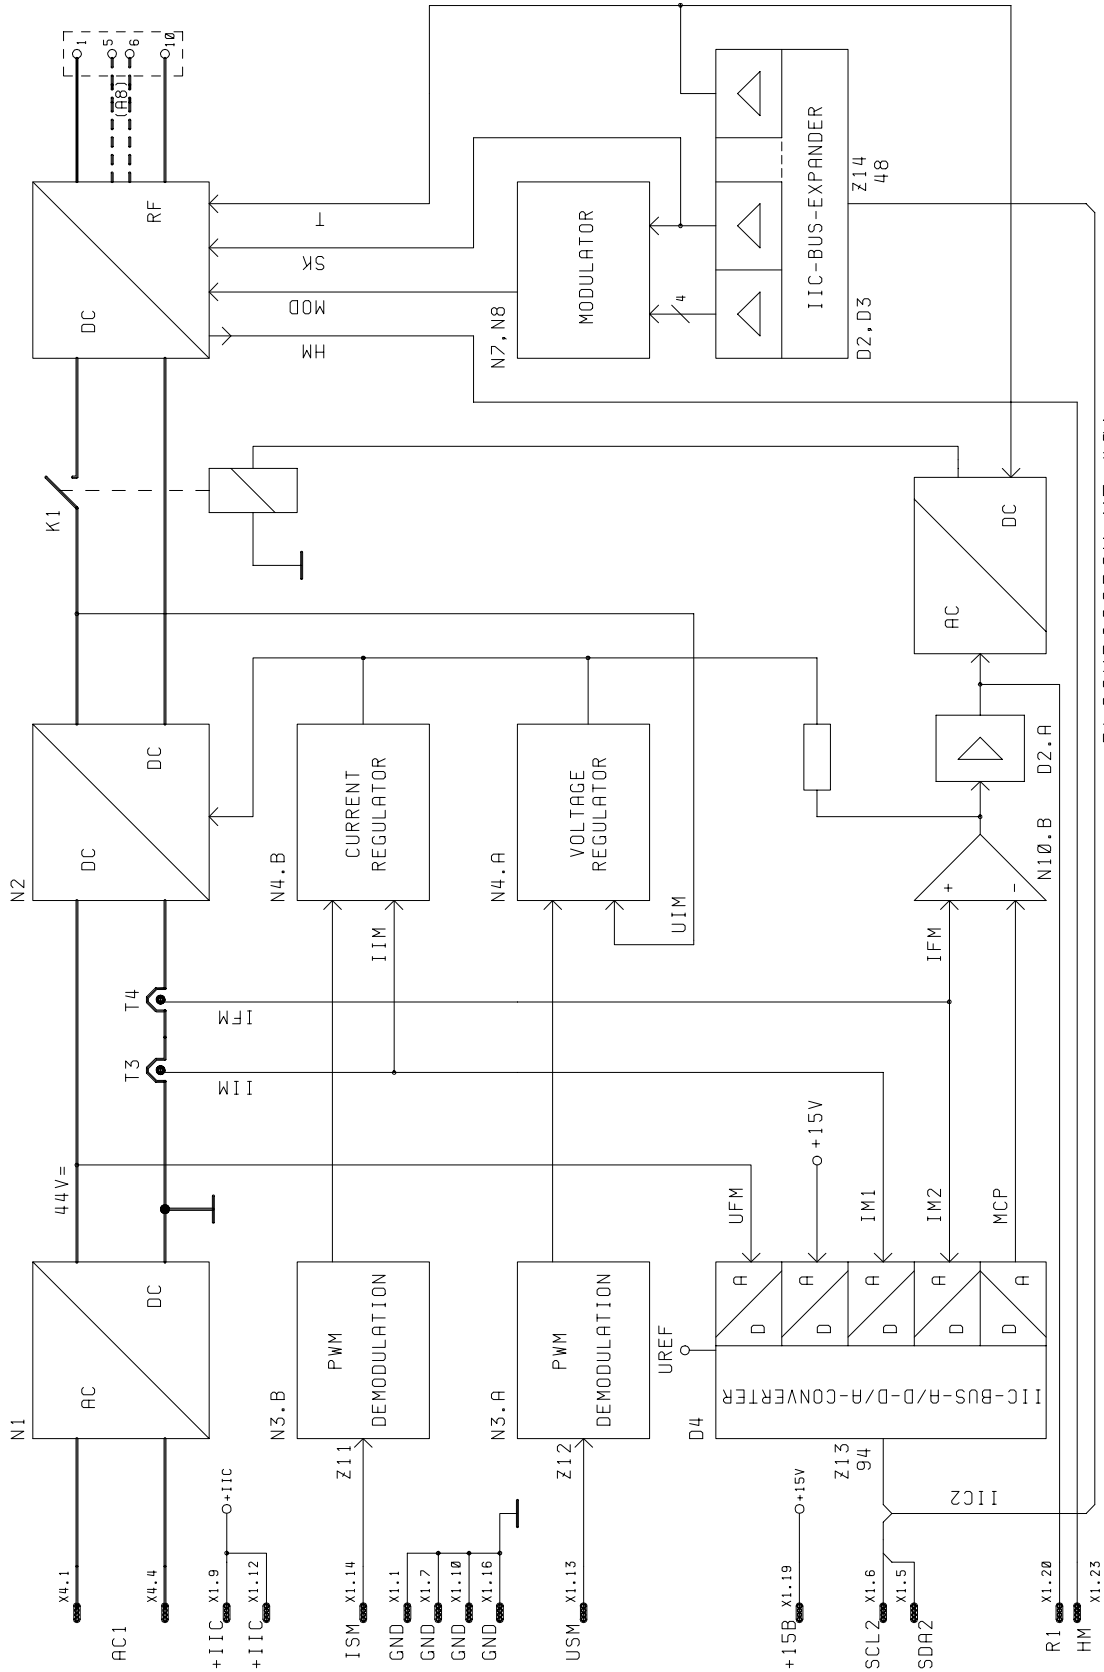 N1
AC
DC
44V=
T3
T4
N2
DC
DC
K1
DC
RF
1
5
6
10
(A8)
X4.1
X4.4
AC1
+IIC X1.9
+IIC X1.12
+IIC
IIM
IFM
HM
MOD
SK
T
ISM X1.14
Z11
N3.B
PWM
DEMODULATION
IIM
N4.B
CURRENT
REGULATOR
GND X1.1
GND X1.7
GND X1.10
GND X1.16
USM X1.13
Z12
N3.A
PWM
DEMODULATION
N4.A
VOLTAGE
REGULATOR
UIM
N7,N8
MODULATOR
4
UREF
D4
IIC-BUS-A/D-D/A-CONVERTER
Z13
94
D A
D A
D A
D A
D A
UFM
+15V
IM1
IM2
MCP
IFM
+
-
N10.B
D2.A
AC
DC
D2,D3
IIC-BUS-EXPANDER
Z14
48
+15B X1.19
+15V
SCL2 X1.6
SDA2 X1.5
IIC2
R1 X1.20
HM X1.23